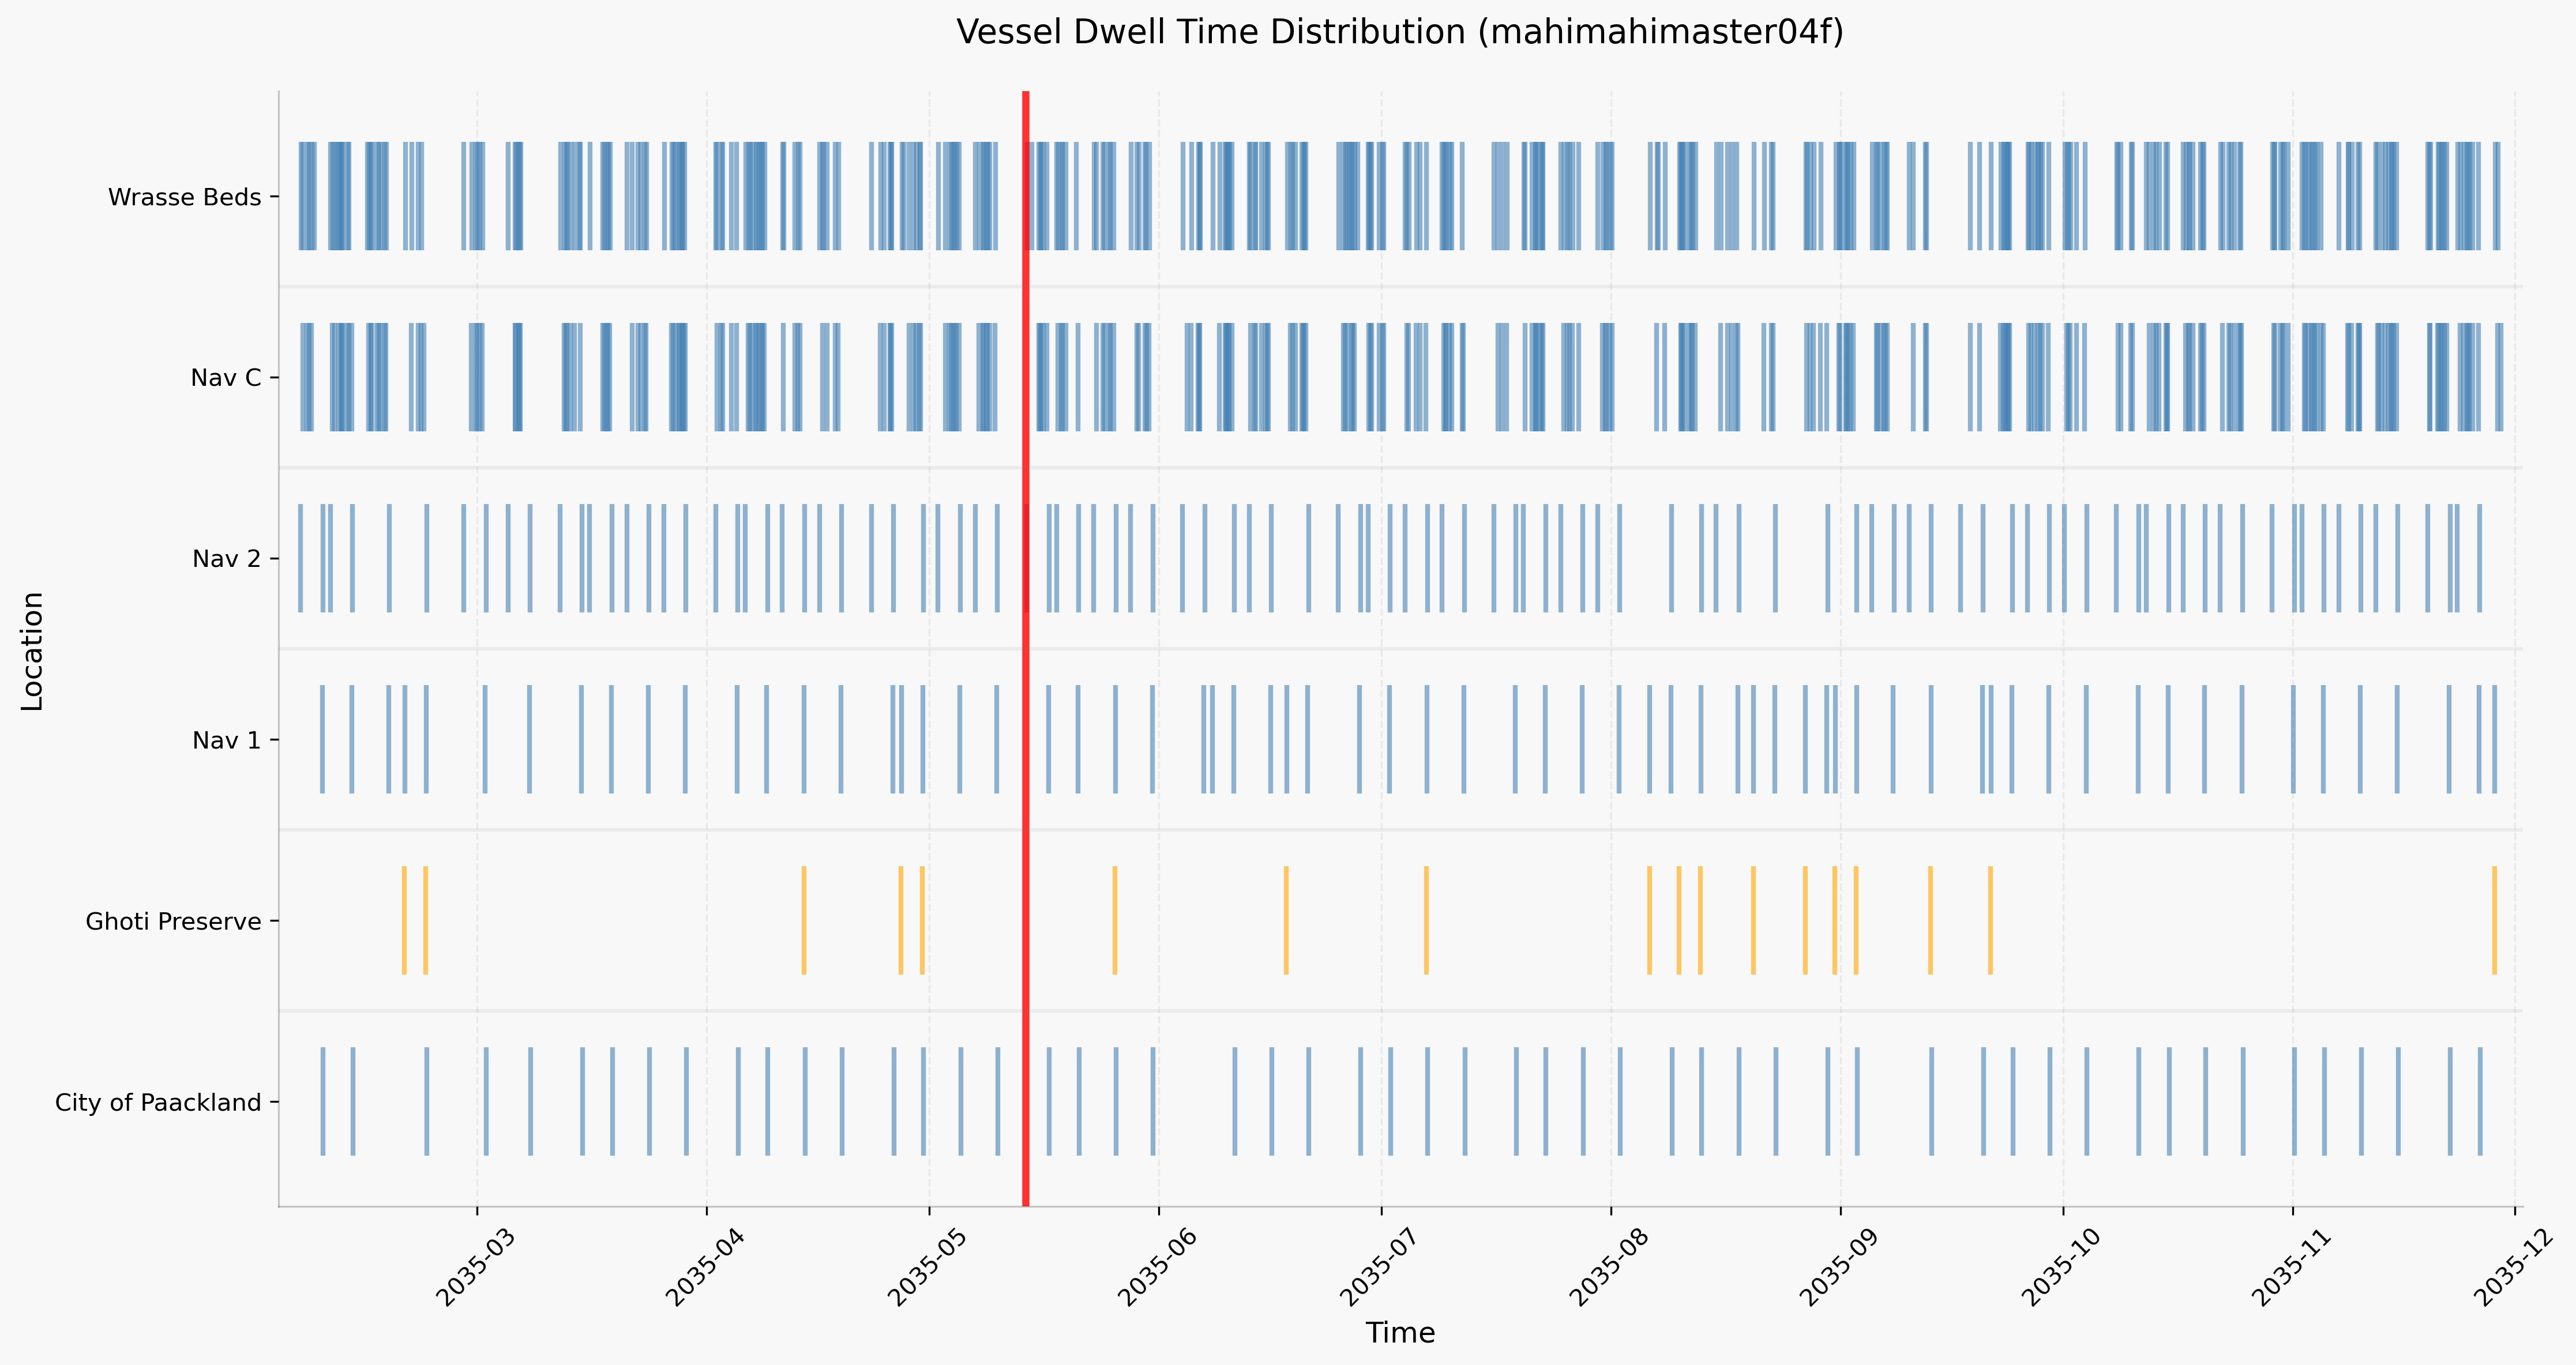 Vessel Dwell Time Distribution (mahimahimaster04f)
Location
Wrasse Beds
Nav C
Nav 2
Nav 1
Ghoti Preserve
City of Paackland
2035-03
2035-04
2035-05
2035-06
2035-07
2035-08
2035-09
2035-10
2035-11
2035-12
Time